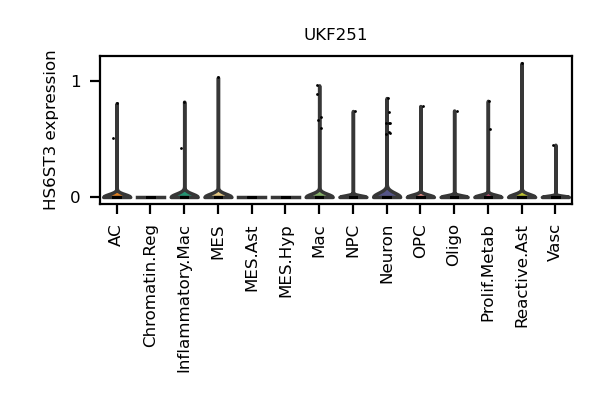 UKF251
HS6ST3 expression
1
0
AC
Chromatin.Reg
Inflammatory.Mac
MES
MES.Ast
MES.Hyp
Mac
NPC
Neuron
OPC
Oligo
Prolif.Metab
Reactive.Ast
Vasc